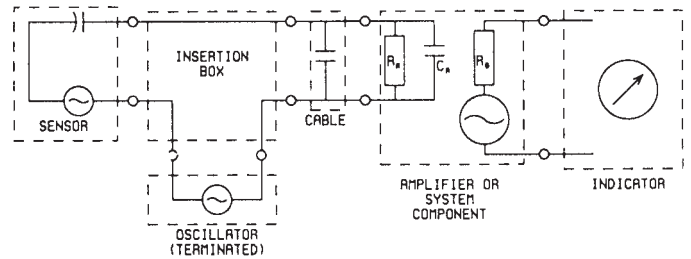 SENSOR
INSERTION
BOX
OSCILLATOR
(TERMINATED)
CABLE
RA
CA
RO
AMPLIFIER OR
SYSTEM
COMPONENT
INDICATOR